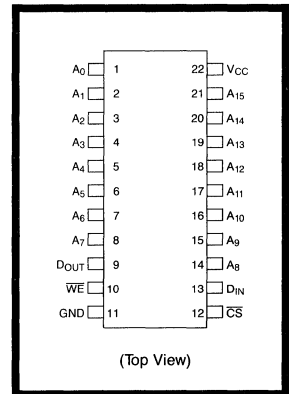 A0 1 22 VCC
A1 2 21 A15
A2 3 20 A14
A3 4 19 A13
A4 5 18 A12
A5 6 17 A11
A6 7 16 A10
A7 8 15 A9
DOUT 9 14 A8
W̅E̅ 10 13 DIN
GND 11 12 C̅S̅
(Top View)